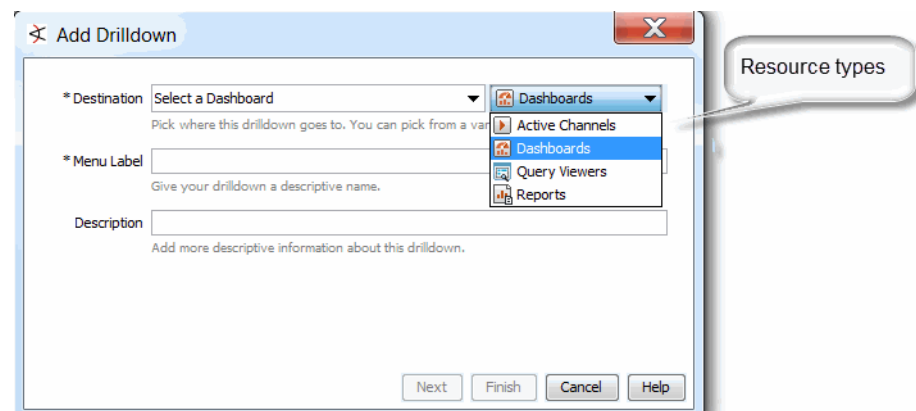 Add Drilldown
Resource types
* Destination Select a Dashboard Dashboards
Pick where this drilldown goes to. You can pick from a var
Active Channels
Dashboards
Query Viewers
Reports
* Menu Label
Give your drilldown a descriptive name.
Description
Add more descriptive information about this drilldown.
Next Finish Cancel Help